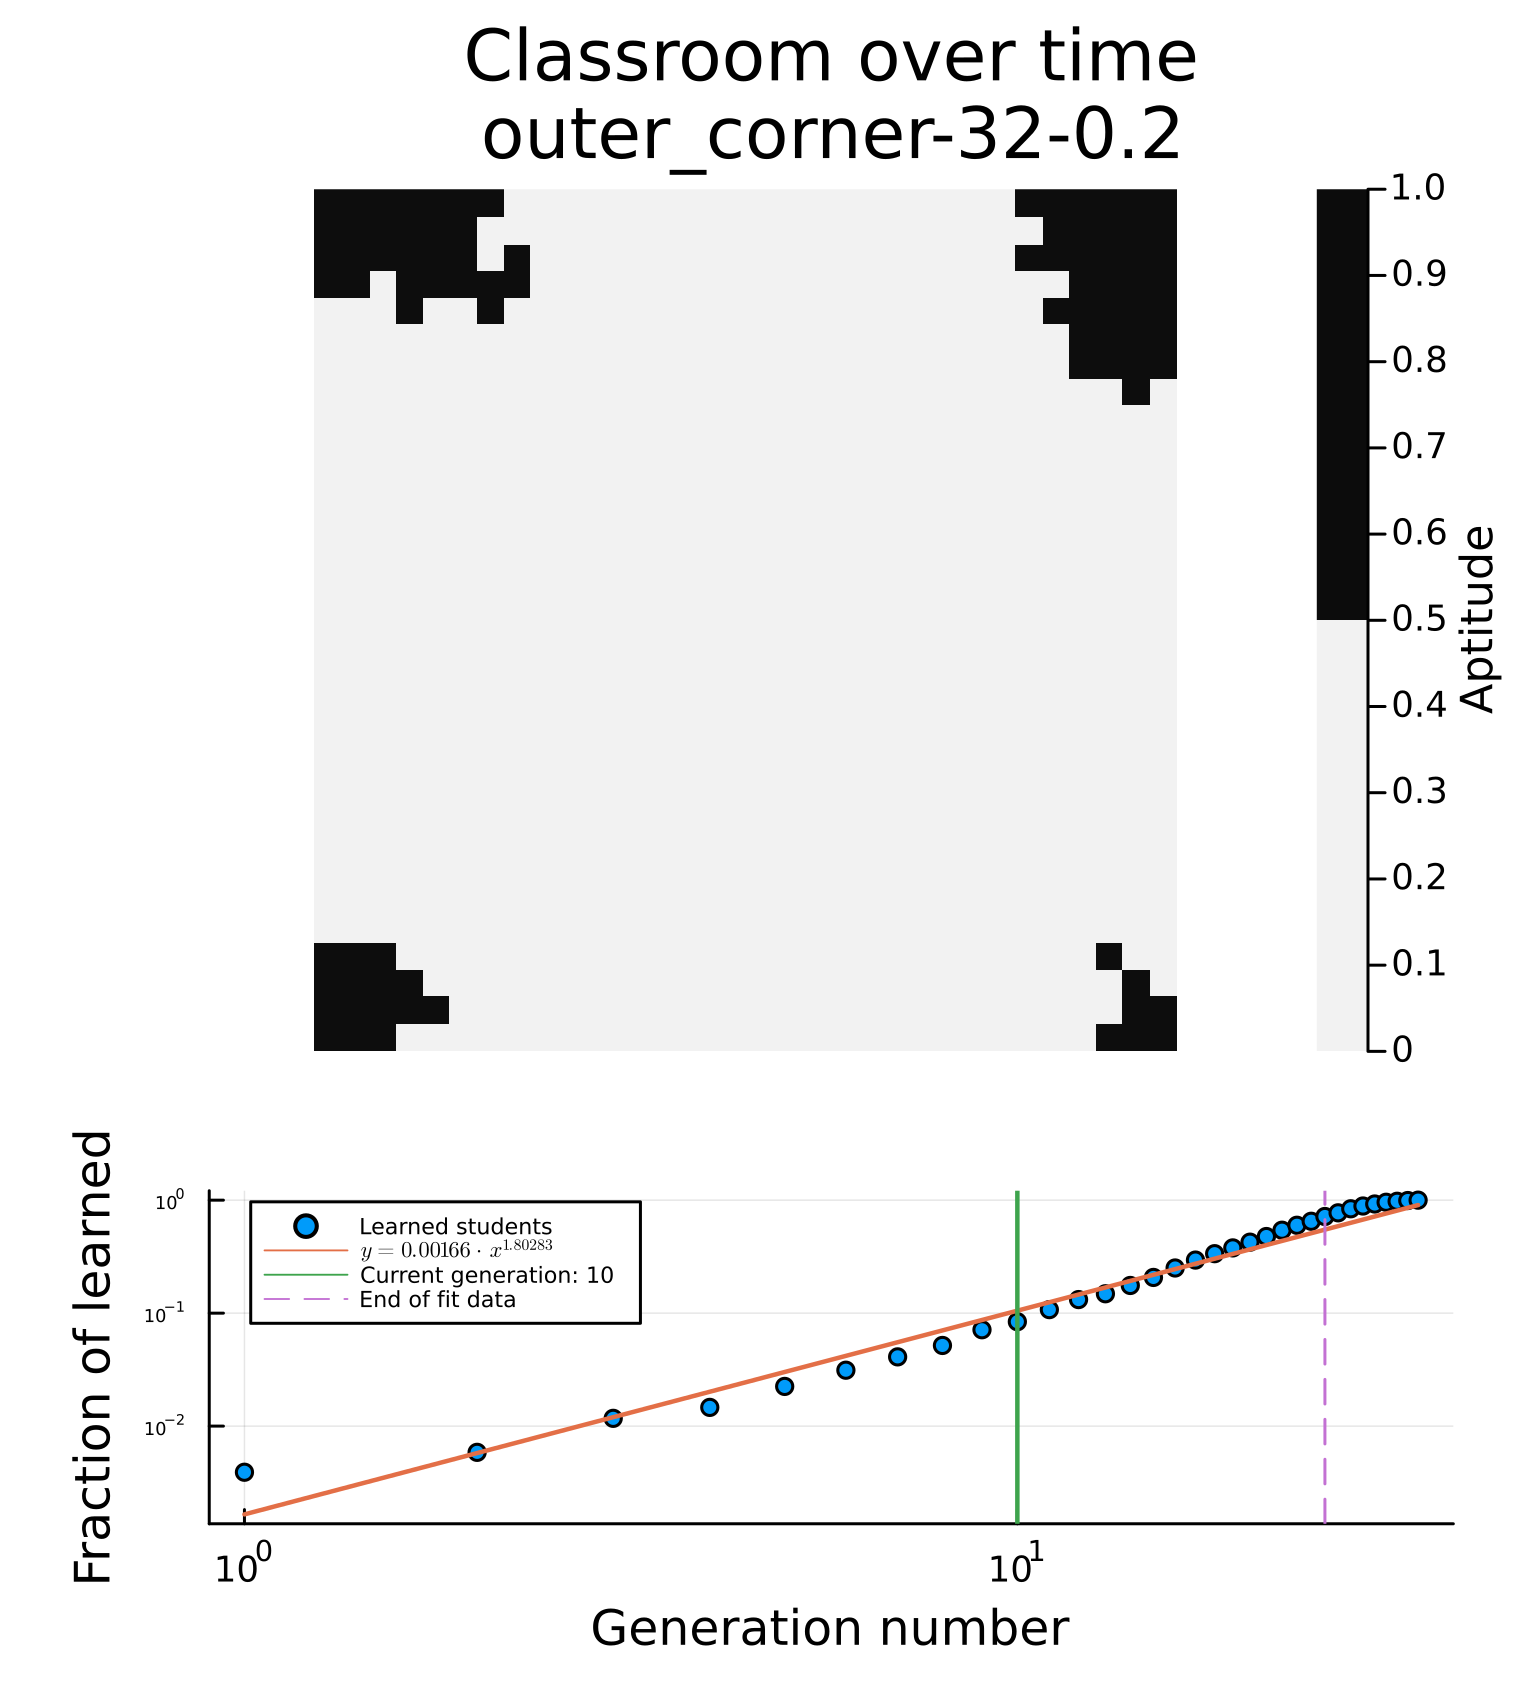 Classroom over time
outer_corner-32-0.2
1.0
0.9
0.8
0.7
0.6
0.5
0.4
0.3
0.2
0.1
0
Aptitude
Fraction of learned
10⁰
10⁻¹
10⁻²
Learned students
y = 0.00166 · x^1.80283
Current generation: 10
End of fit data
10⁰
10¹
Generation number